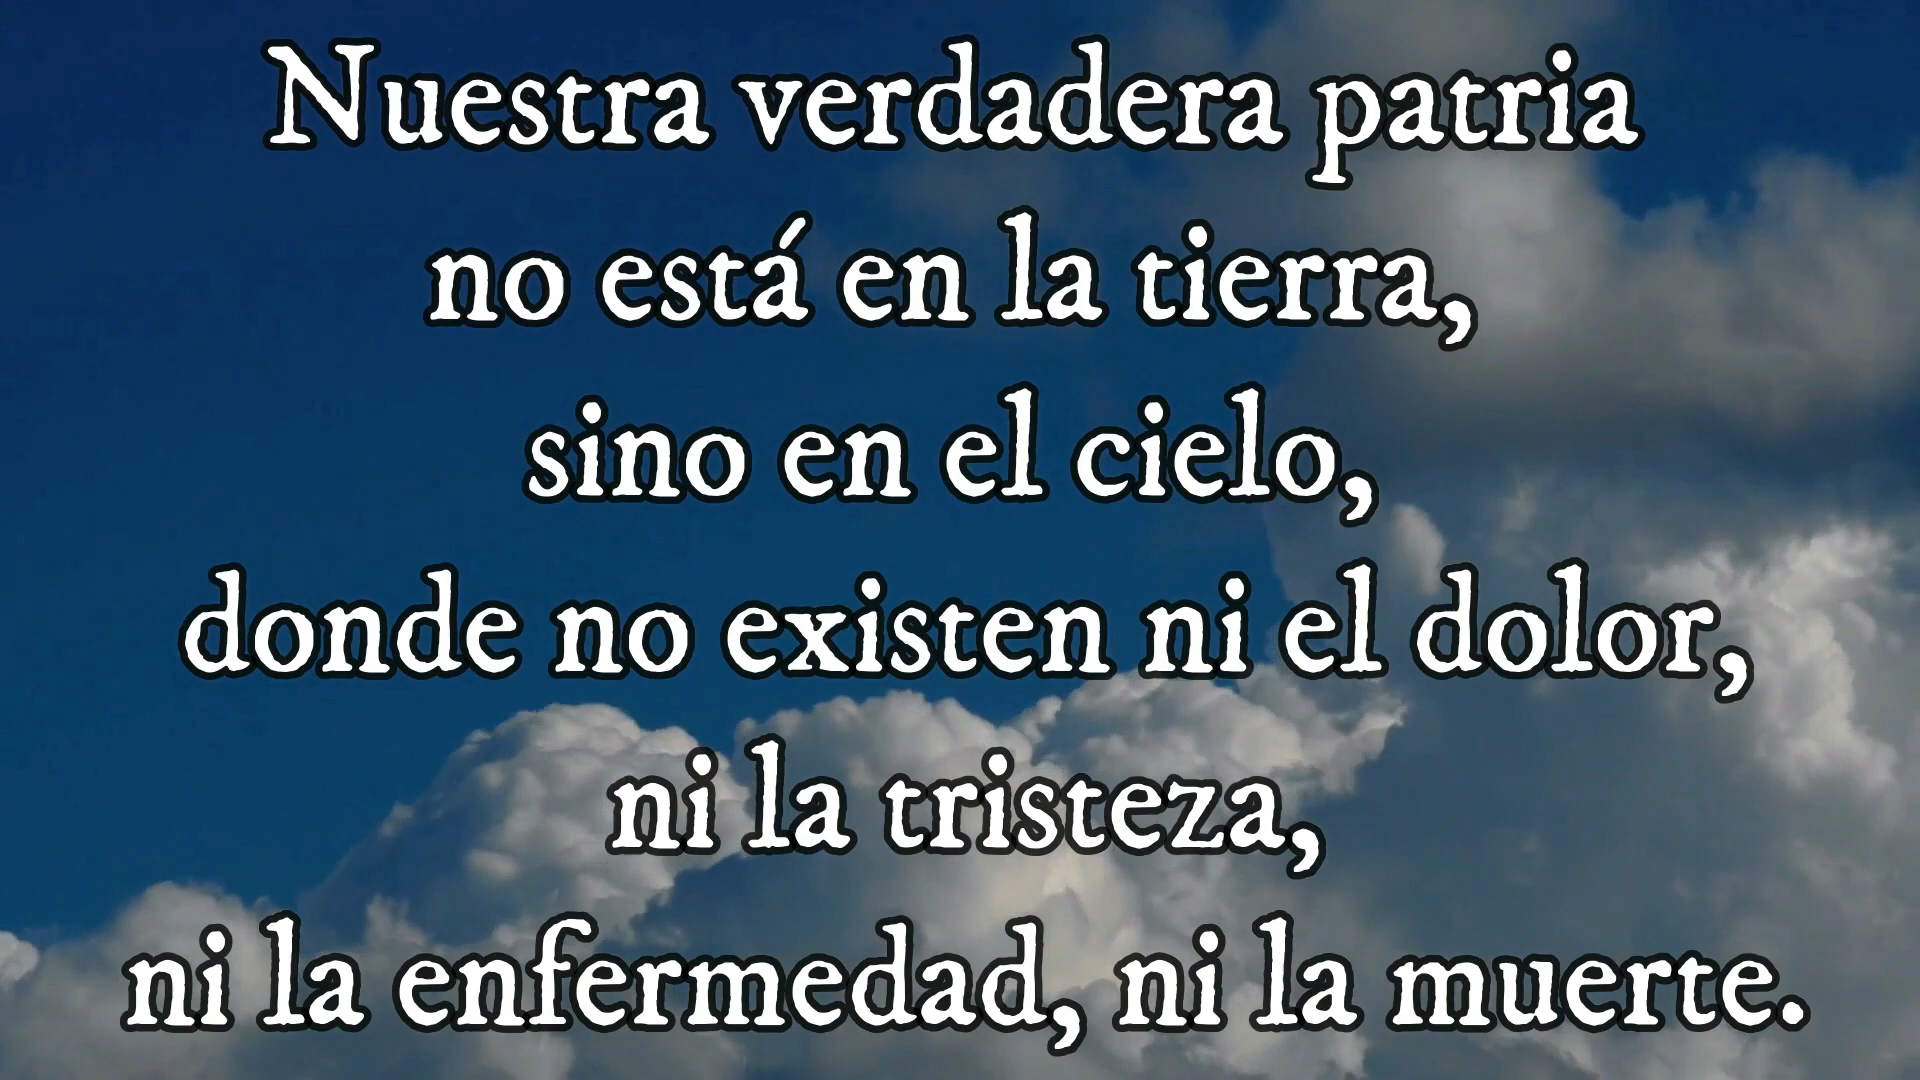 Nuestra verdadera patria
no está en la tierra,
sino en el cielo,
donde no existen ni el dolor,
ni la tristeza,
ni la enfermedad, ni la muerte.